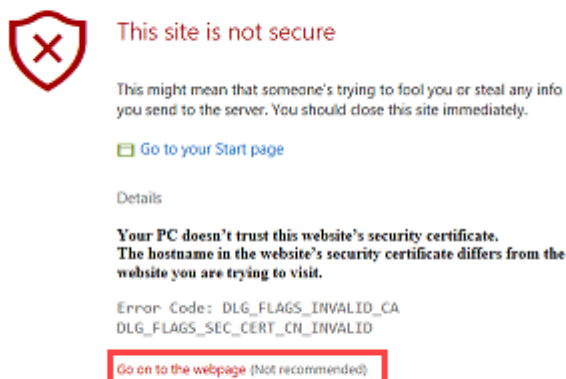 This site is not secure
This might mean that someone's trying to fool you or steal any info
you send to the server. You should close this site immediately.
Go to your Start page
Details
Your PC doesn't trust this website's security certificate.
The hostname in the website's security certificate differs from the
website you are trying to visit.
Error Code: DLG_FLAGS_INVALID_CA
DLG_FLAGS_SEC_CERT_CN_INVALID
Go on to the webpage (Not recommended)